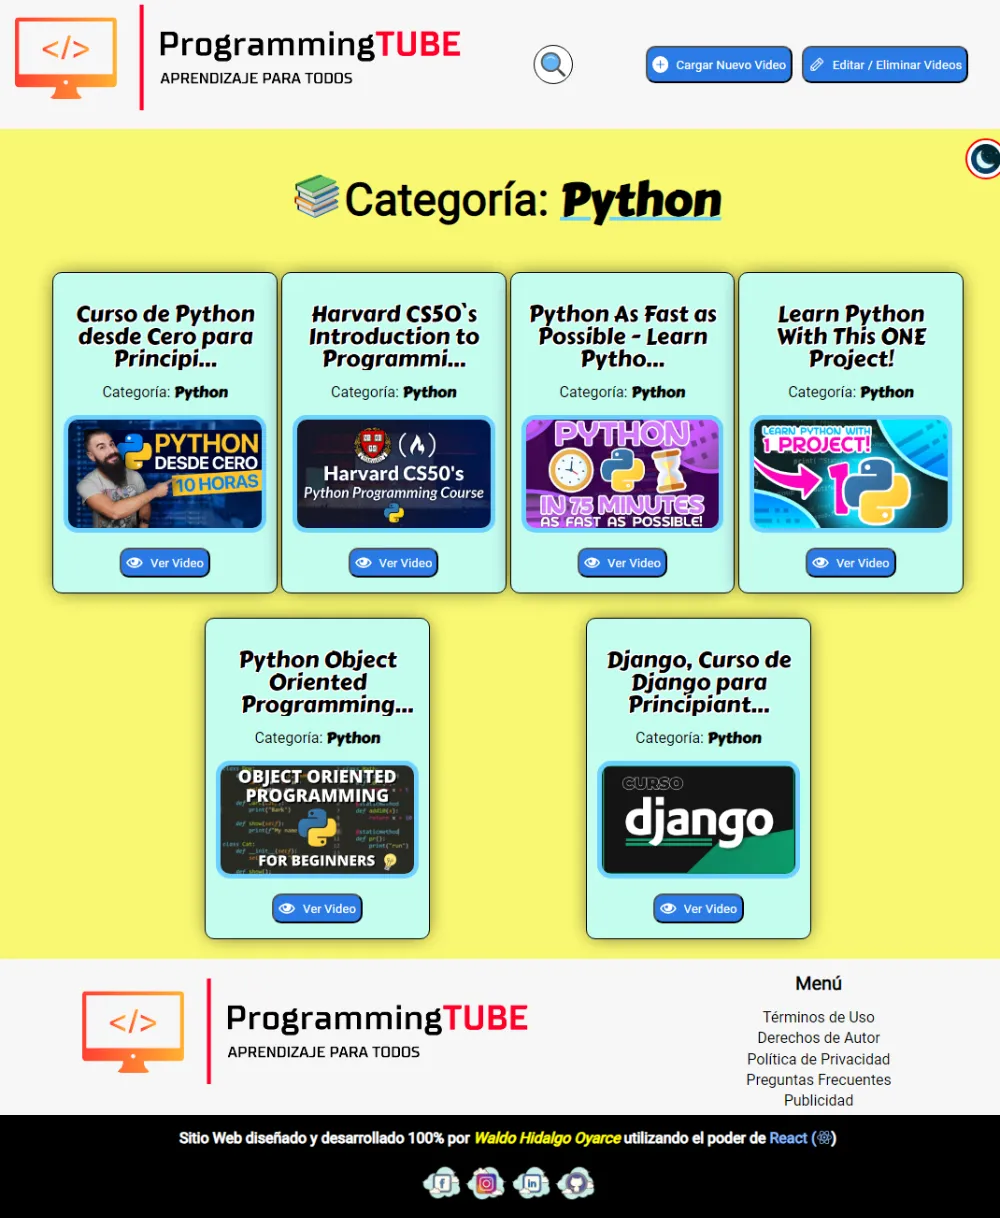 </>
ProgrammingTUBE
APRENDIZAJE PARA TODOS
Cargar Nuevo Video
Editar / Eliminar Videos
Categoría: Python
Curso de Python
desde Cero para
Principi...
Categoría: Python
PYTHON
DESDE CERO
10 HORAS
Ver Video
Harvard CS50`s
Introduction to
Programmi...
Categoría: Python
Harvard CS50's
Python Programming Course
Ver Video
Python As Fast as
Possible - Learn
Pytho...
Categoría: Python
PYTHON
IN 75 MINUTES
AS FAST AS POSSIBLE!
Ver Video
Learn Python
With This ONE
Project!
Categoría: Python
LEARN PYTHON WITH
1 PROJECT!
1
Ver Video
Python Object
Oriented
Programming...
Categoría: Python
OBJECT ORIENTED
PROGRAMMING
FOR BEGINNERS
Ver Video
Django, Curso de
Django para
Principiant...
Categoría: Python
CURSO
django
Ver Video
</>
ProgrammingTUBE
APRENDIZAJE PARA TODOS
Menú
Términos de Uso
Derechos de Autor
Política de Privacidad
Preguntas Frecuentes
Publicidad
Sitio Web diseñado y desarrollado 100% por Waldo Hidalgo Oyarce utilizando el poder de React (⚛)